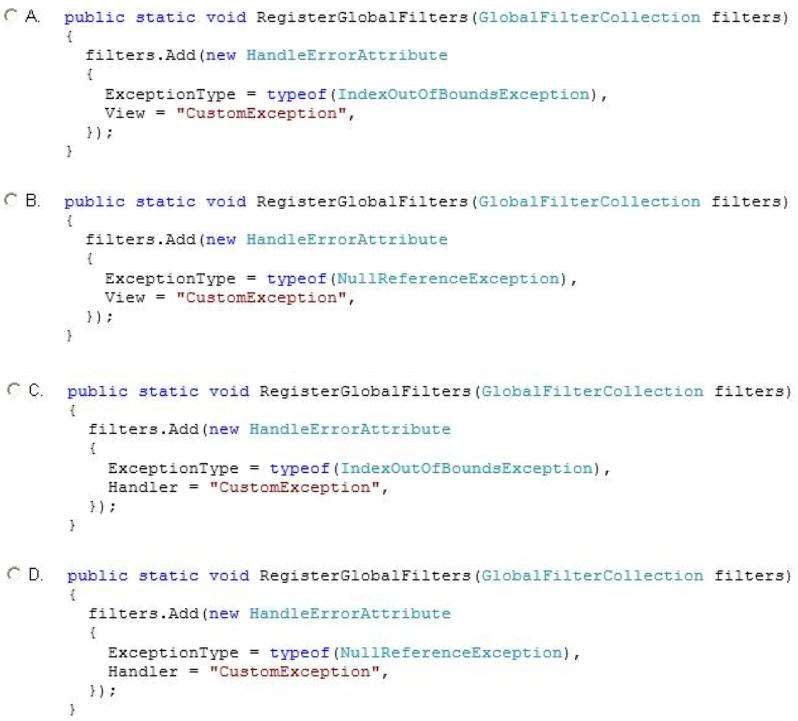 A. public static void RegisterGlobalFilters(GlobalFilterCollection filters)
{
filters.Add(new HandleErrorAttribute
{
ExceptionType = typeof(IndexOutOfBoundsException),
View = "CustomException",
});
}
B. public static void RegisterGlobalFilters(GlobalFilterCollection filters)
{
filters.Add(new HandleErrorAttribute
{
ExceptionType = typeof(NullReferenceException),
View = "CustomException",
});
}
C. public static void RegisterGlobalFilters(GlobalFilterCollection filters)
{
filters.Add(new HandleErrorAttribute
{
ExceptionType = typeof(IndexOutOfBoundsException),
Handler = "CustomException",
});
}
D. public static void RegisterGlobalFilters(GlobalFilterCollection filters)
{
filters.Add(new HandleErrorAttribute
{
ExceptionType = typeof(NullReferenceException),
Handler = "CustomException",
});
}